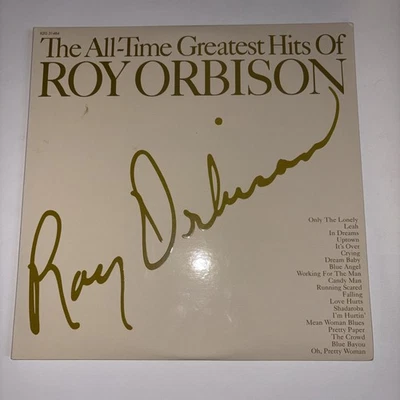 The All-Time Greatest Hits Of
ROY ORBISON
Roy Orbison
Only The Lonely
Leah
In Dreams
Uptown
It's Over
Crying
Dream Baby
Blue Angel
Working For The Man
Candy Man
Running Scared
Falling
Love Hurts
Shadaroba
I'm Hurtin'
Mean Woman Blues
Pretty Paper
The Crowd
Blue Bayou
Oh, Pretty Woman